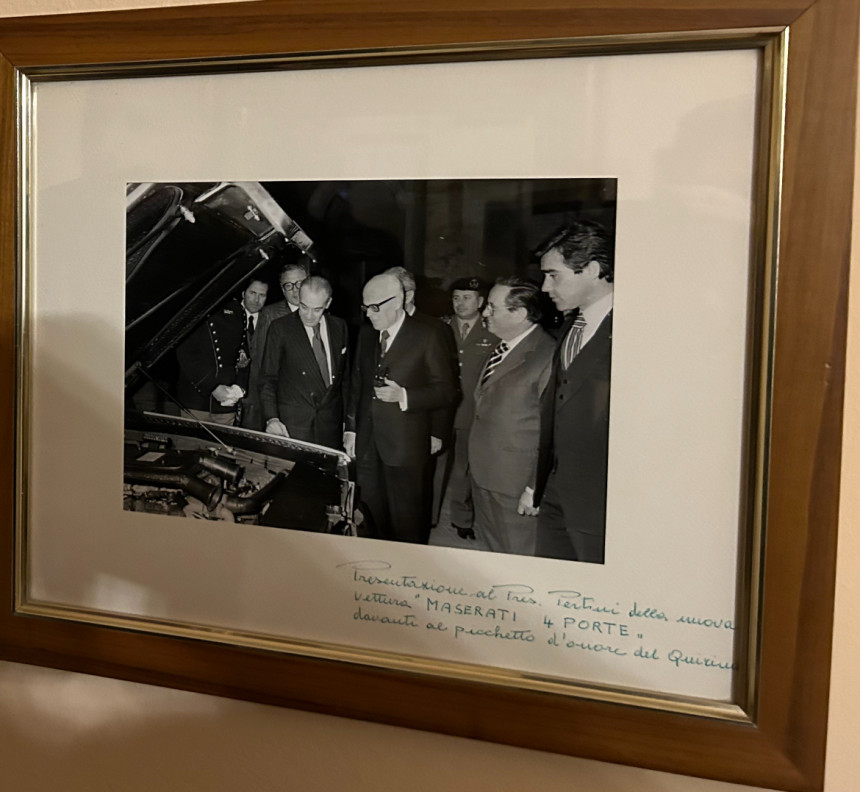 Presentazione al Pres. Pertini della nuova
vettura "MASERATI 4 PORTE"
davanti al picchetto d'onore del Quirin